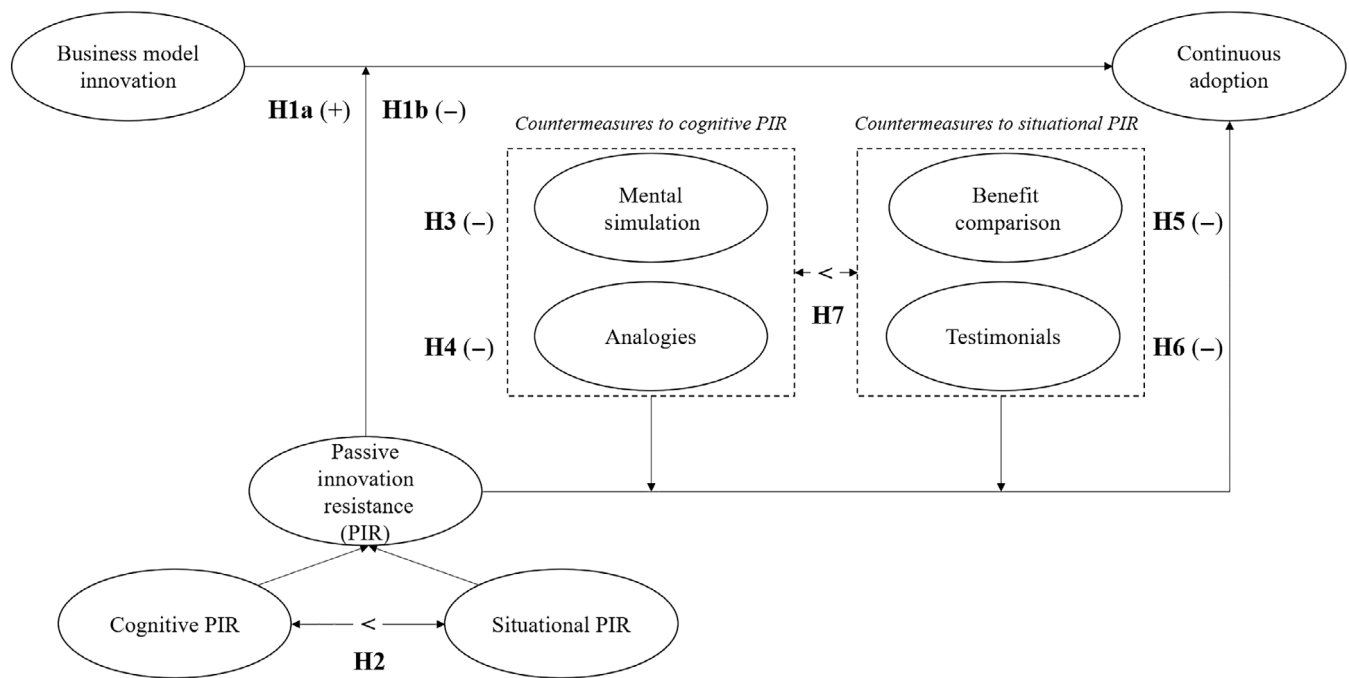 Business model
innovation
Continuous
adoption
H1a (+)
H1b (–)
Countermeasures to cognitive PIR
Countermeasures to situational PIR
H3 (–)
Mental
simulation
Benefit
comparison
H5 (–)
<
H7
H4 (–)
Analogies
Testimonials
H6 (–)
Passive
innovation
resistance
(PIR)
Cognitive PIR
<
Situational PIR
H2